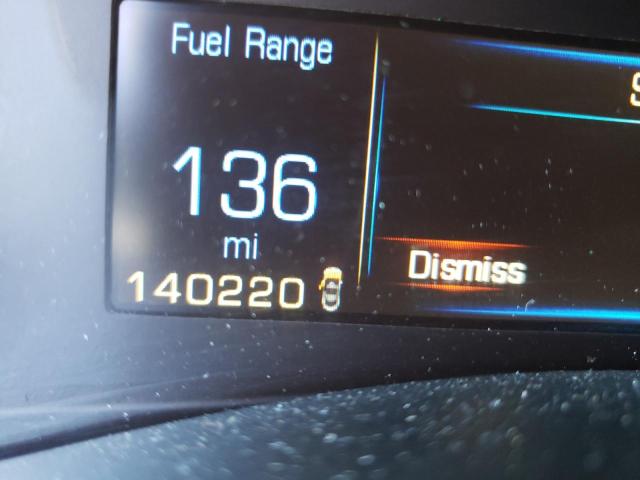 Fuel Range
136
mi
140220
S
Dismiss